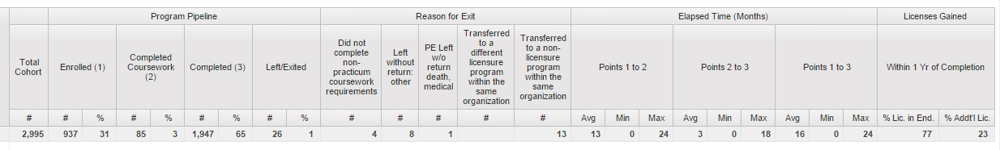 Program Pipeline Reason for Exit Elapsed Time (Months) Licenses Gained
Total Cohort
Enrolled (1)
Completed Coursework (2)
Completed (3)
Left/Exited
Did not complete non-practicum coursework requirements
Left without return: other
PE Left w/o return death, medical
Transferred to a different licensure program within the same organization
Transferred to a non-licensure program within the same organization
Points 1 to 2
Points 2 to 3
Points 1 to 3
Within 1 Yr of Completion
# # % # % # % # % # # # # # Avg Min Max Avg Min Max Avg Min Max % Lic. in End. % Addt'l Lic.
2,995 937 31 85 3 1,947 65 26 1 4 8 1 13 13 0 24 3 0 18 16 0 24 77 23